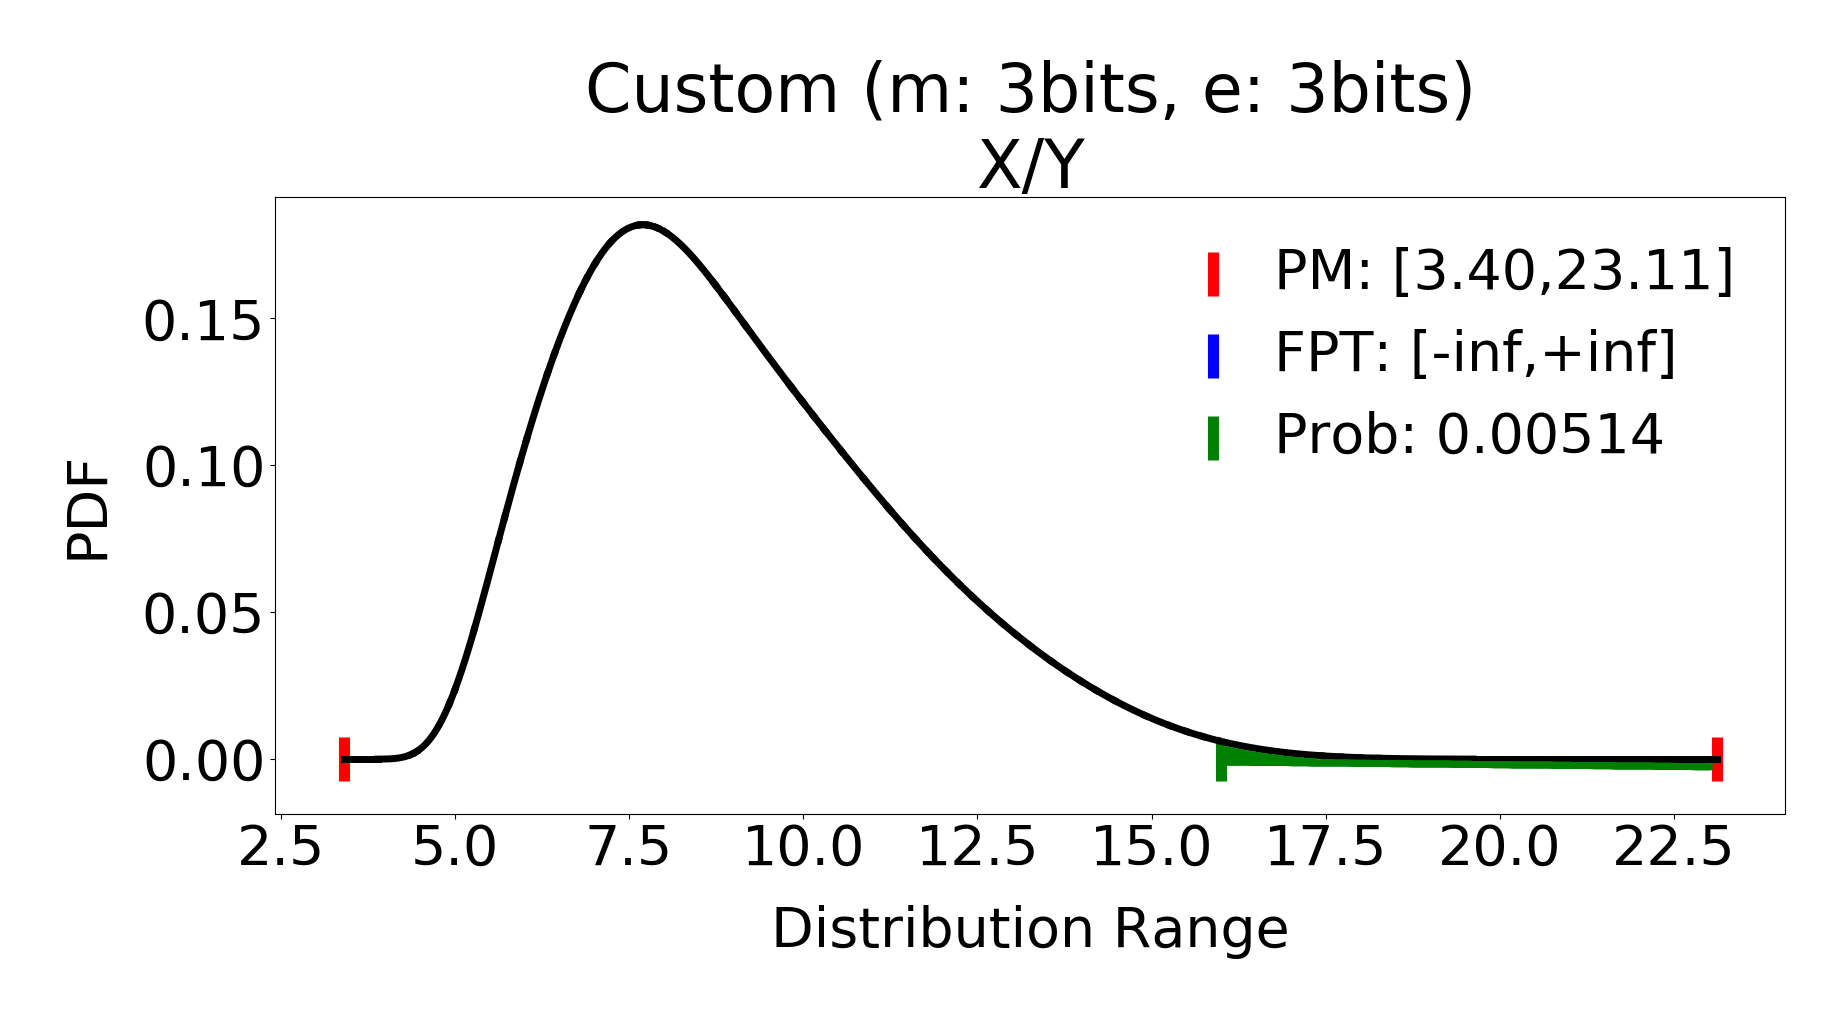 Custom (m: 3bits, e: 3bits)
X/Y
PM: [3.40,23.11]
FPT: [-inf,+inf]
Prob: 0.00514
PDF
0.15
0.10
0.05
0.00
2.5 5.0 7.5 10.0 12.5 15.0 17.5 20.0 22.5
Distribution Range